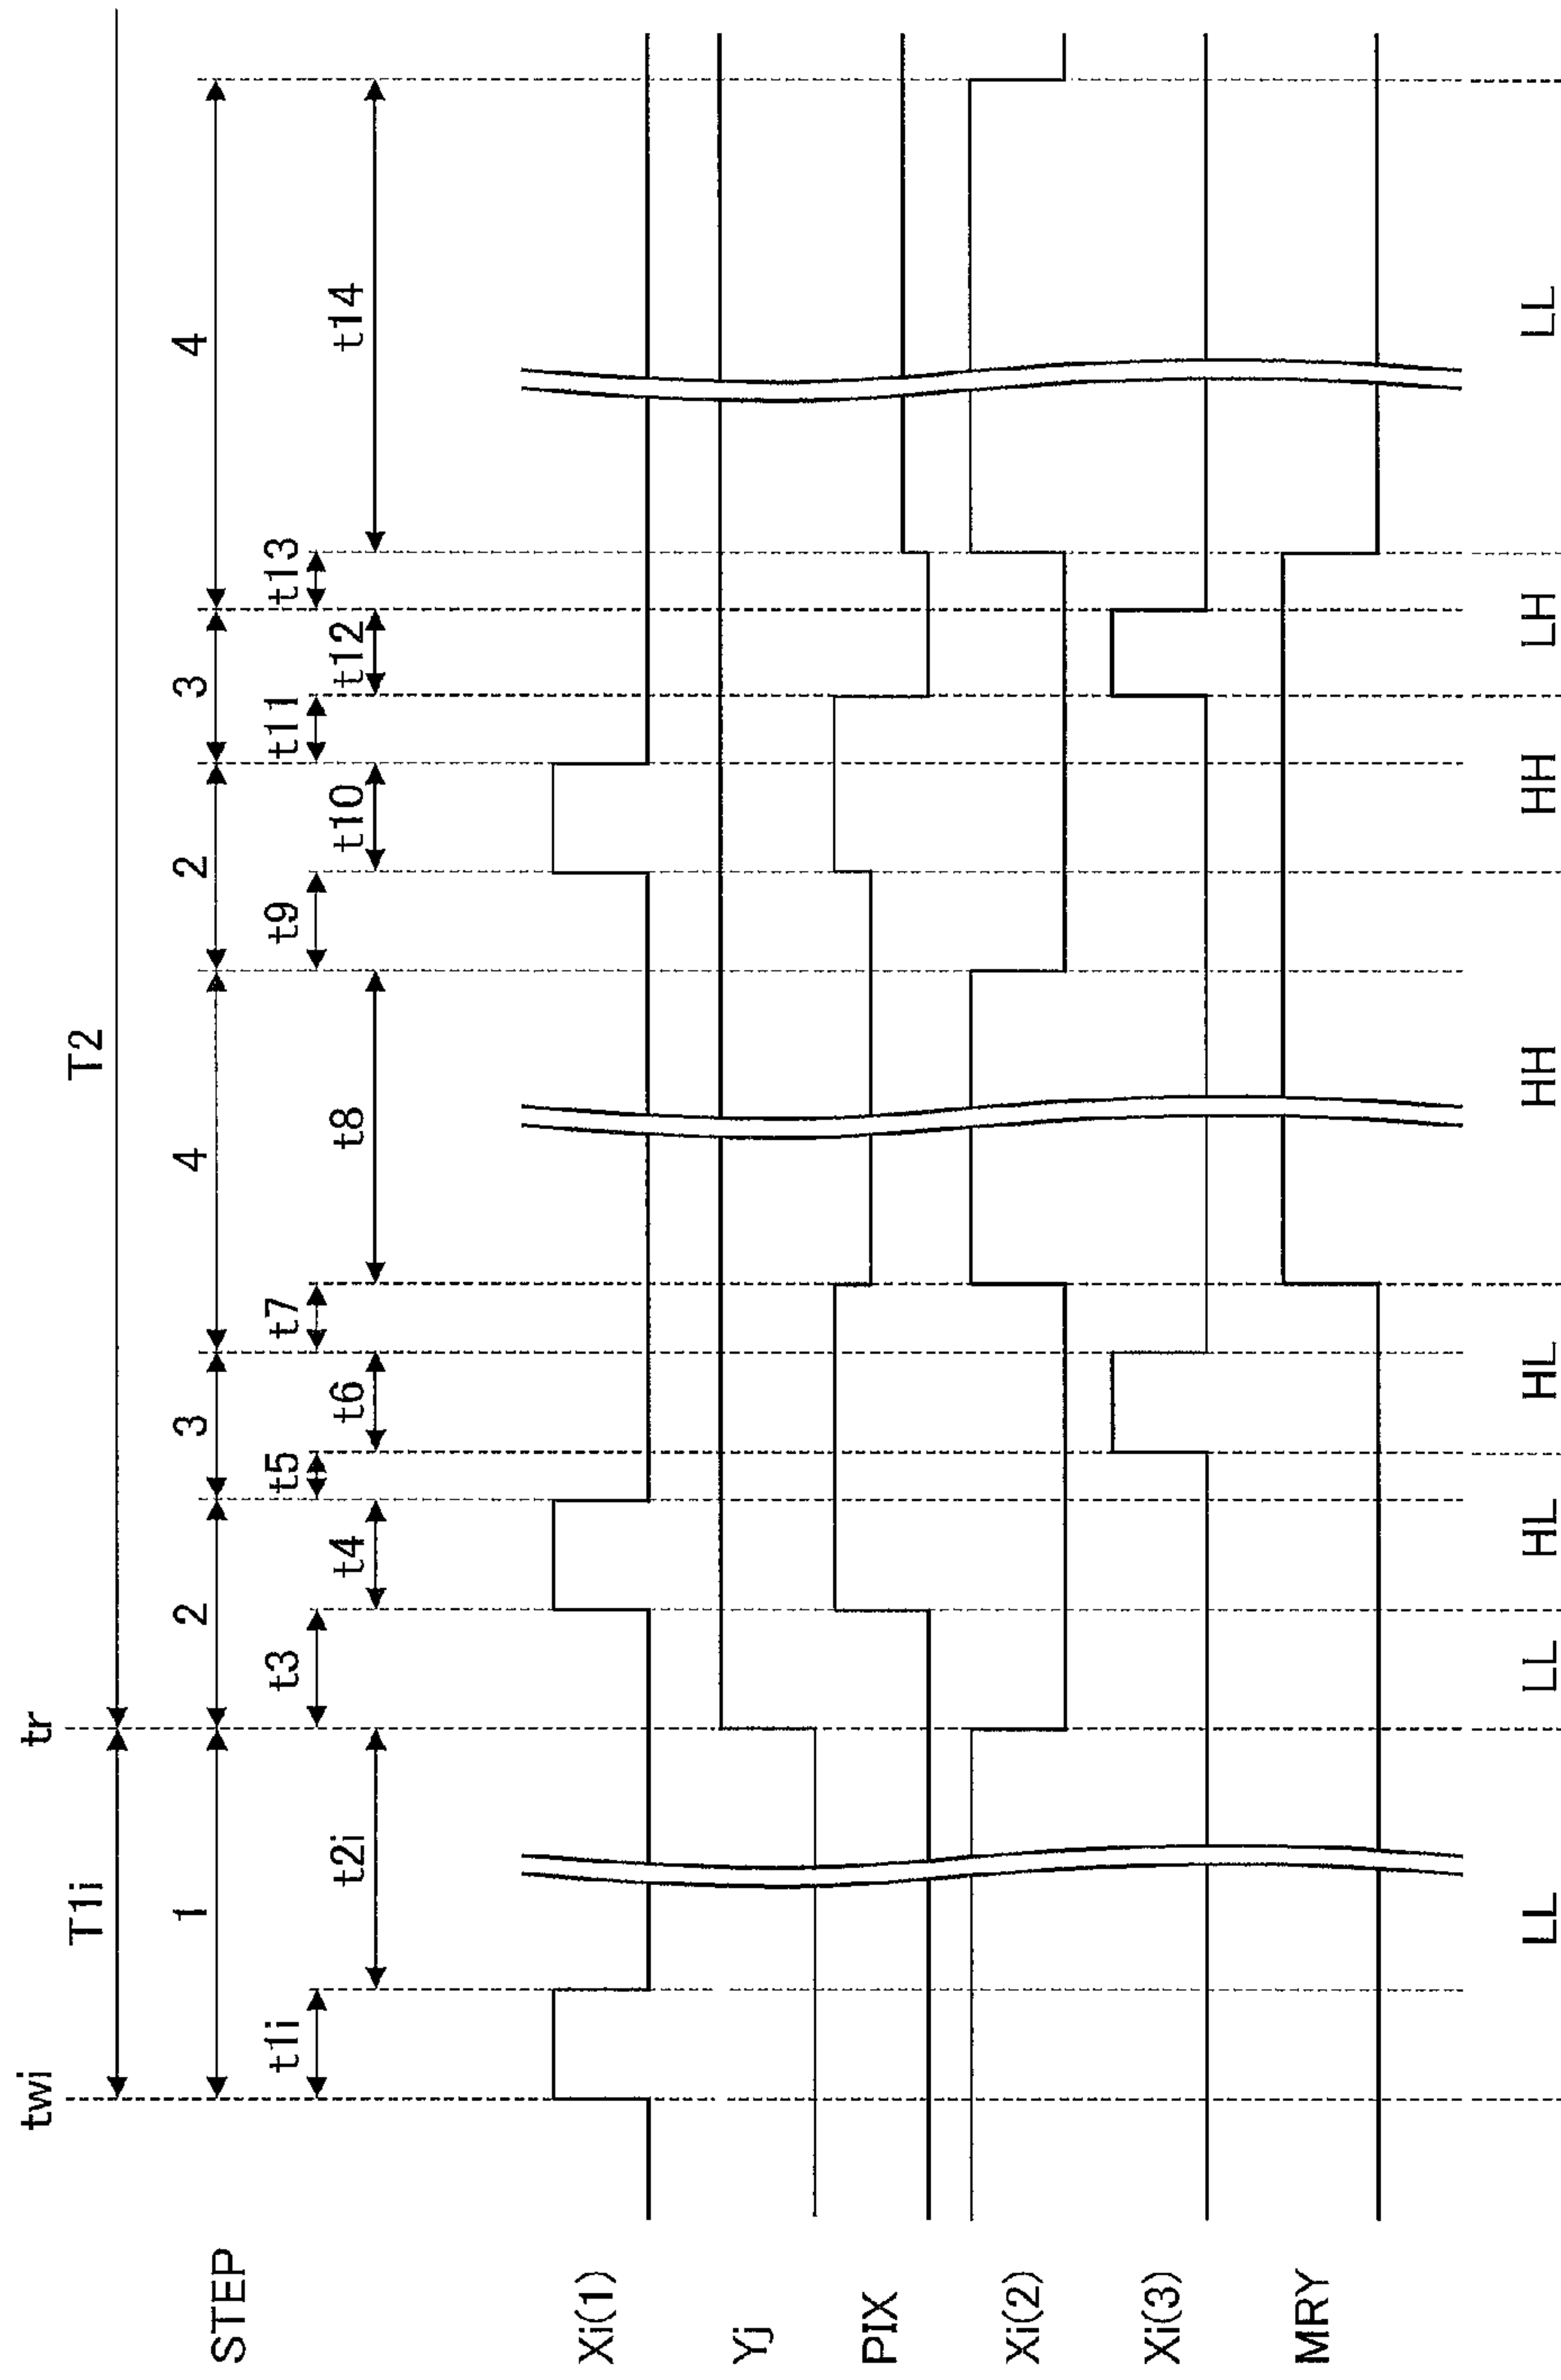 twi tr
T1i T2
STEP 1 2 3 4 2 3 4
t1i t3 t5 t7 t9 t11 t13
t2i t4 t6 t8 t10 t12 t14
Xi(1)
Yj
PIX
Xi(2)
Xi(3)
MRY
LL LL HL HL HH HH LH LL